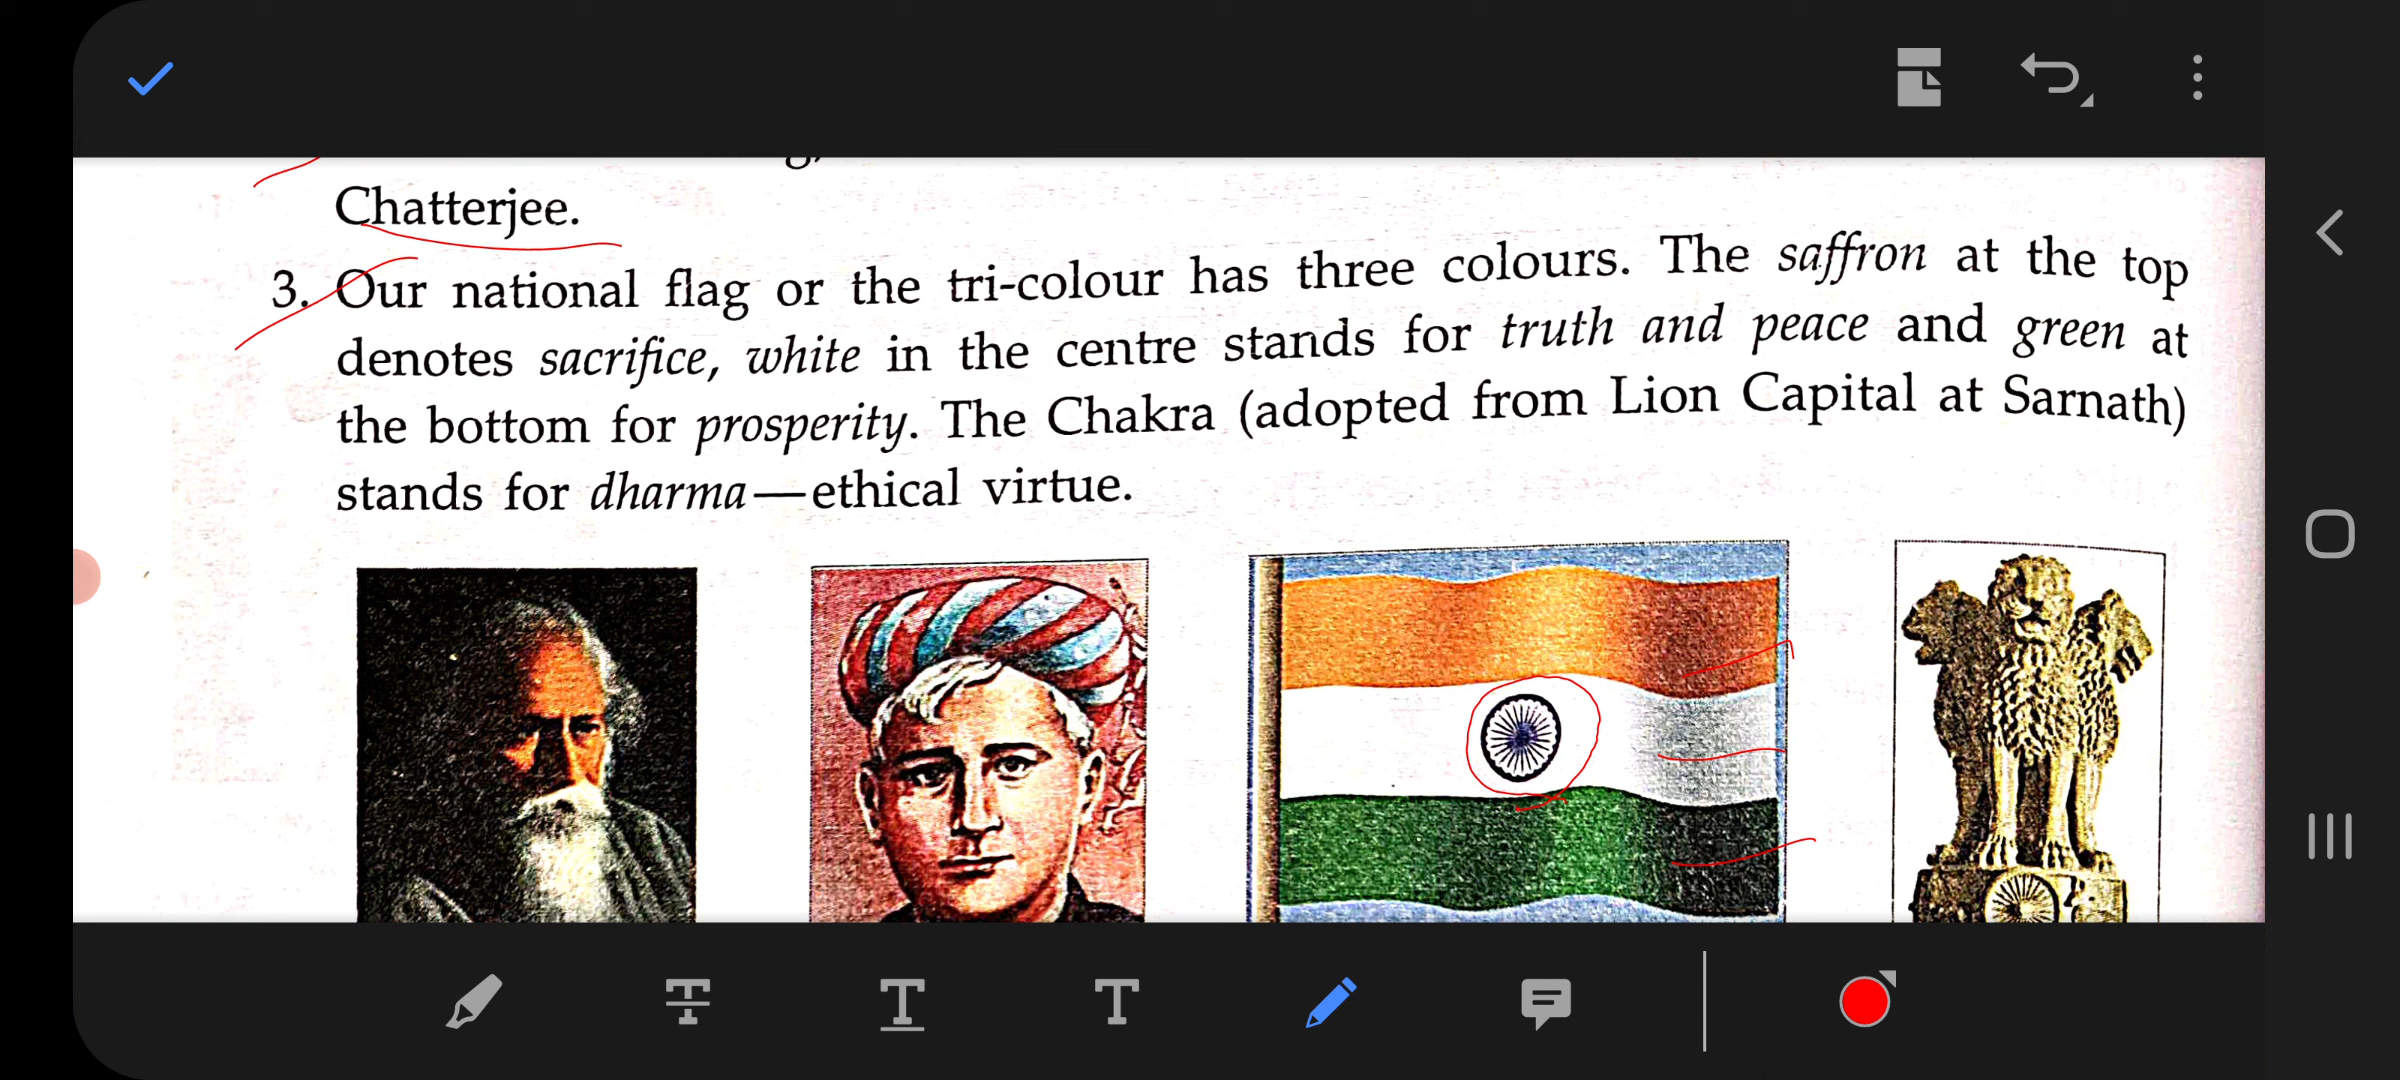 Chatterjee.
3. Our national flag or the tri-colour has three colours. The saffron at the top
denotes sacrifice, white in the centre stands for truth and peace and green at
the bottom for prosperity. The Chakra (adopted from Lion Capital at Sarnath)
stands for dharma—ethical virtue.